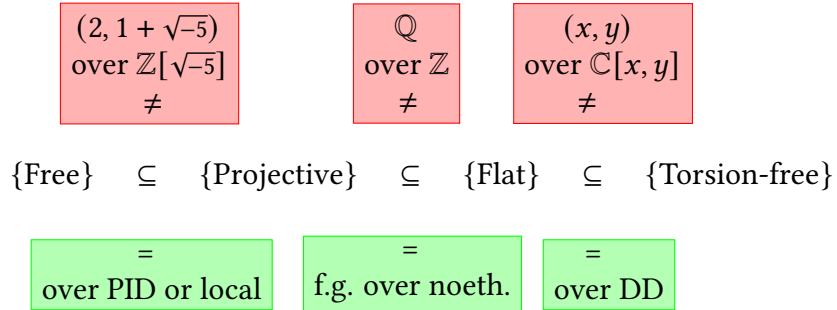 (2, 1 + √−5)
over ℤ[√−5]
≠
ℚ
over ℤ
≠
(x, y)
over ℂ[x, y]
≠
{Free} ⊆ {Projective} ⊆ {Flat} ⊆ {Torsion-free}
=
over PID or local
=
f.g. over noeth.
=
over DD